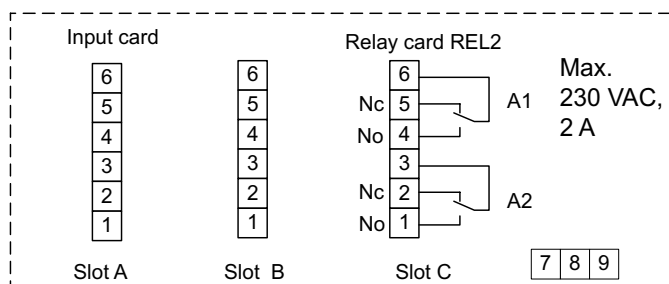 Input card
Relay card REL2
6
5
4
3
2
1
6
5
4
3
2
1
6
Nc 5
No 4
3
Nc 2
No 1
A1
A2
Max.
230 VAC,
2 A
7 8 9
Slot A
Slot B
Slot C